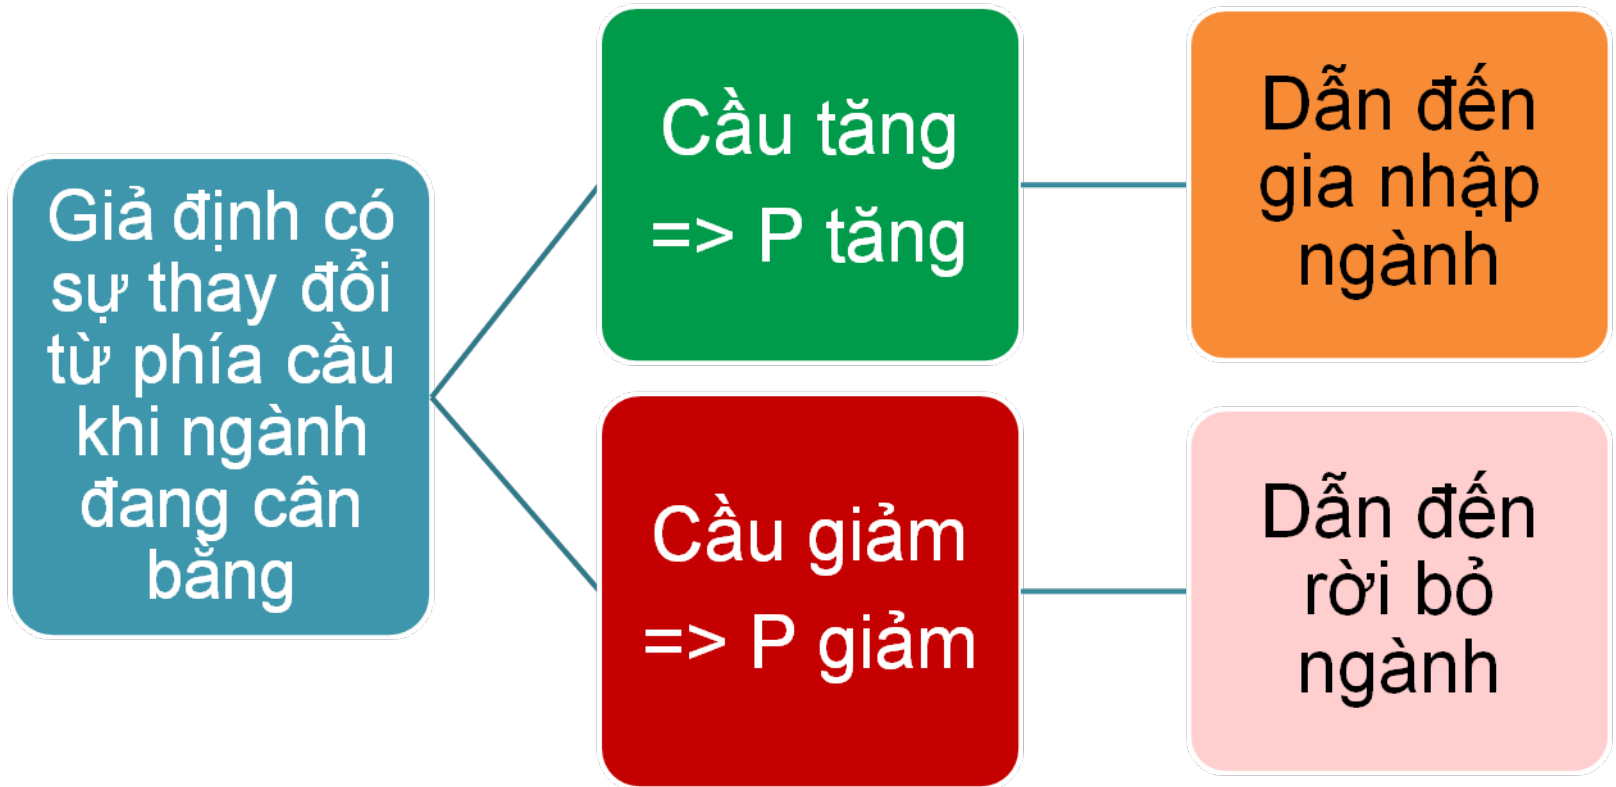 Giả định có
sự thay đổi
từ phía cầu
khi ngành
đang cân
bằng
Cầu tăng
=> P tăng
Dẫn đến
gia nhập
ngành
Cầu giảm
=> P giảm
Dẫn đến
rời bỏ
ngành